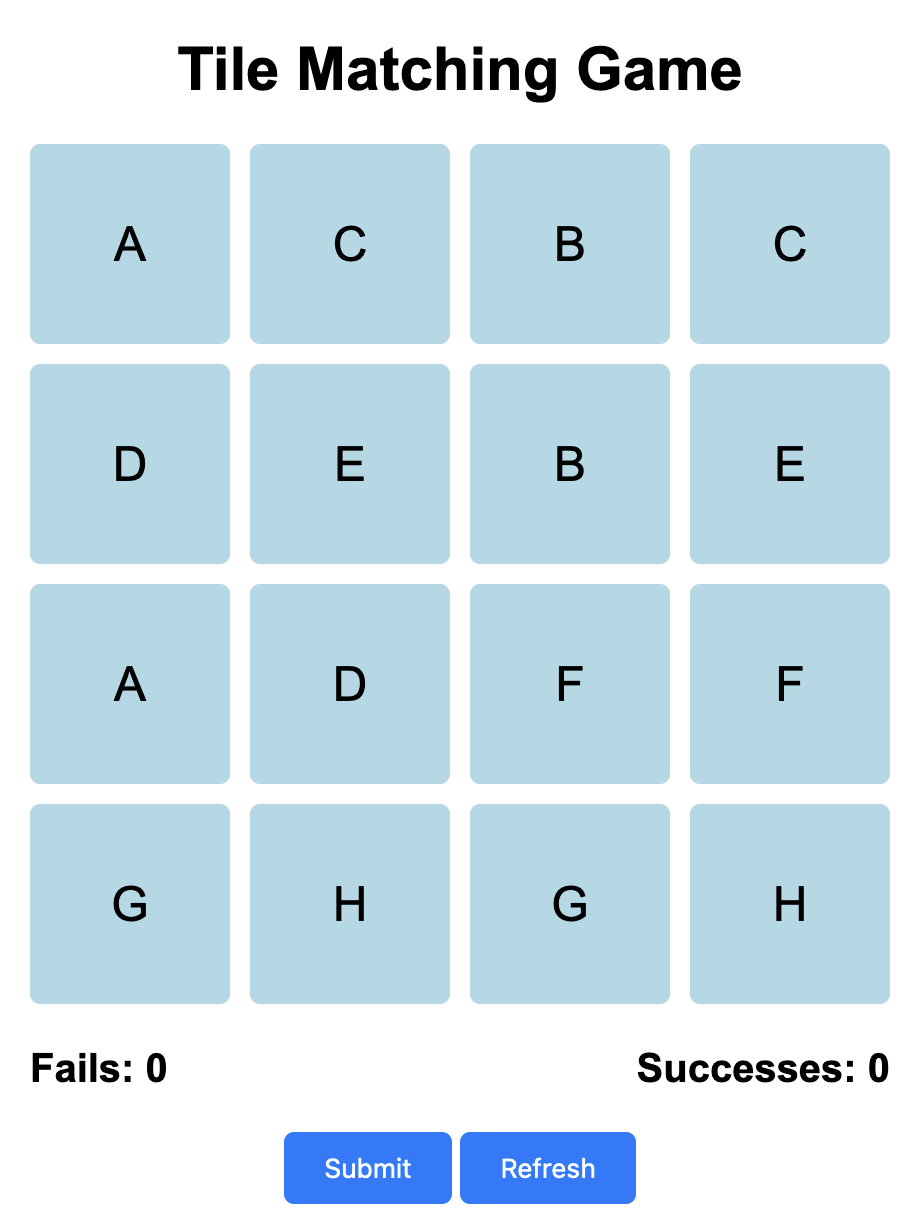 Tile Matching Game
A C B C
D E B E
A D F F
G H G H
Fails: 0 Successes: 0
Submit Refresh